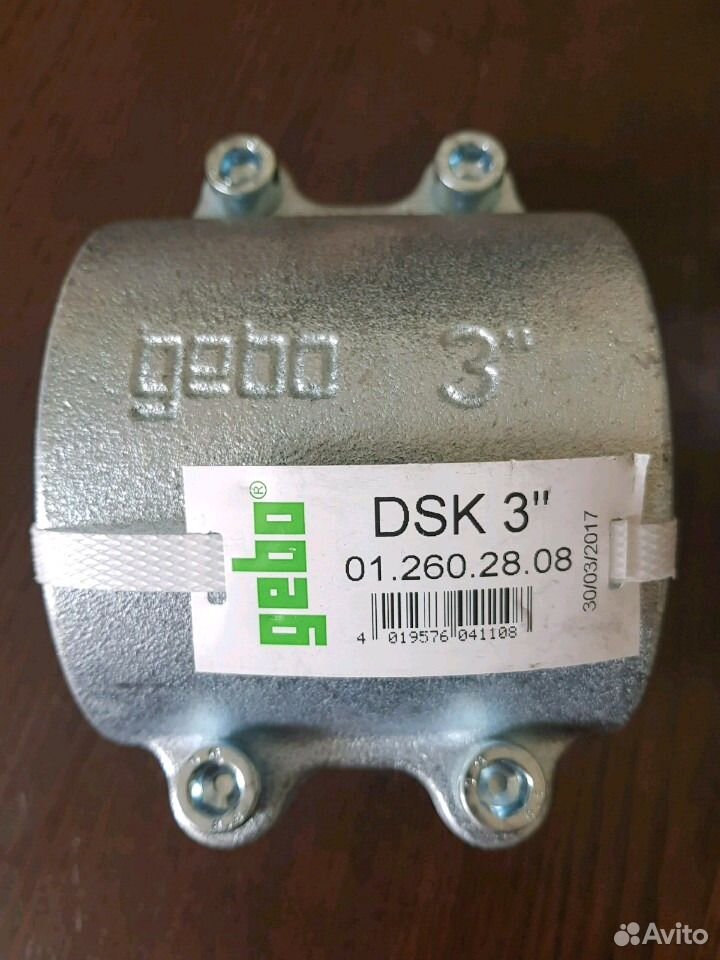 gebo 3"
gebo®
DSK 3"
01.260.28.08
4 019576 041108
30/03/2017
Avito